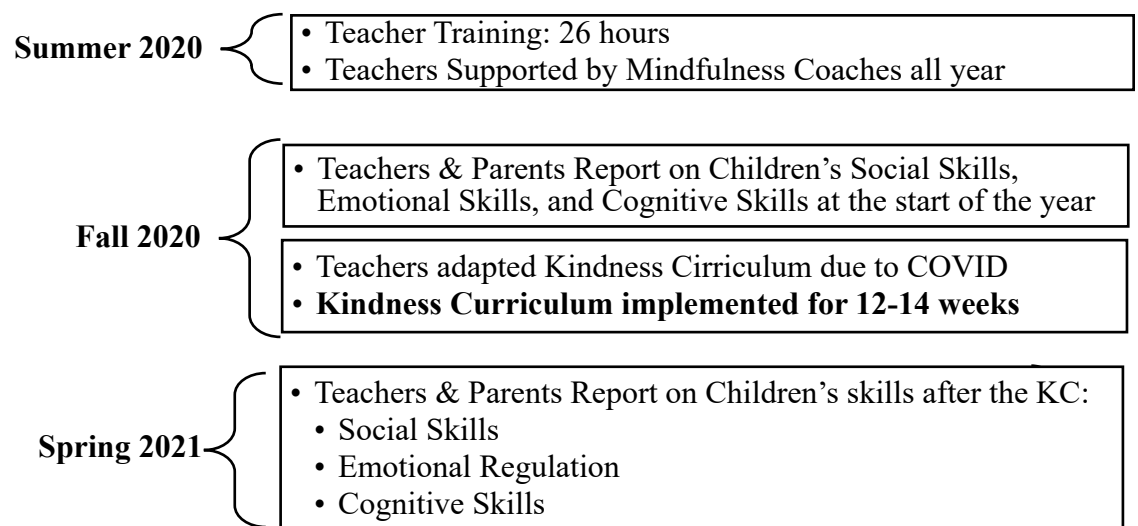 Summer 2020
• Teacher Training: 26 hours
• Teachers Supported by Mindfulness Coaches all year
Fall 2020
• Teachers & Parents Report on Children’s Social Skills,
Emotional Skills, and Cognitive Skills at the start of the year
• Teachers adapted Kindness Cirriculum due to COVID
• Kindness Curriculum implemented for 12-14 weeks
Spring 2021
• Teachers & Parents Report on Children’s skills after the KC:
• Social Skills
• Emotional Regulation
• Cognitive Skills